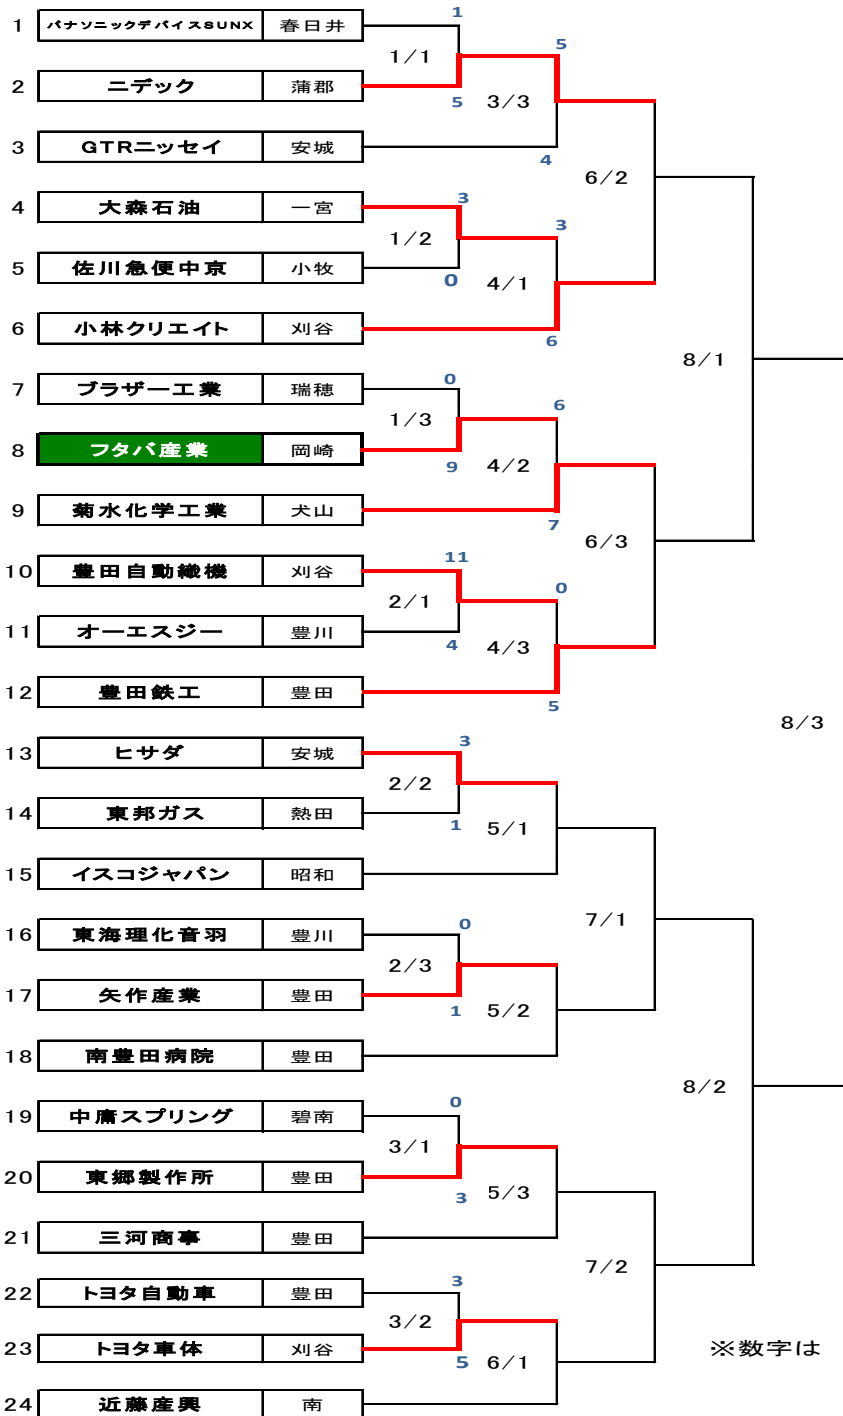 1
1 パナソニックデバイスSUNX 春日井
1/1
5
2 ニデック 蒲郡
5
3/3
3 GTRニッセイ 安城
4
6/2
4 大森石油 一宮
3
3
1/2
5 佐川急便中京 小牧
0
4/1
6 小林クリエイト 刈谷
6
8/1
7 ブラザー工業 瑞穂
0
6
1/3
8 フタバ産業 岡崎
9
4/2
9 菊水化学工業 犬山
7
6/3
10 豊田自動織機 刈谷
11
0
2/1
11 オーエスジー 豊川
4
4/3
12 豊田鉄工 豊田
5
8/3
13 ヒサダ 安城
3
2/2
14 東邦ガス 熱田
1
5/1
15 イスコジャパン 昭和
7/1
16 東海理化音羽 豊川
0
2/3
17 矢作産業 豊田
1
5/2
18 南豊田病院 豊田
8/2
19 中庸スプリング 碧南
0
3/1
20 東郷製作所 豊田
3
5/3
21 三河商事 豊田
7/2
22 トヨタ自動車 豊田
3
3/2
23 トヨタ車体 刈谷
5
6/1
※数字は
24 近藤産興 南